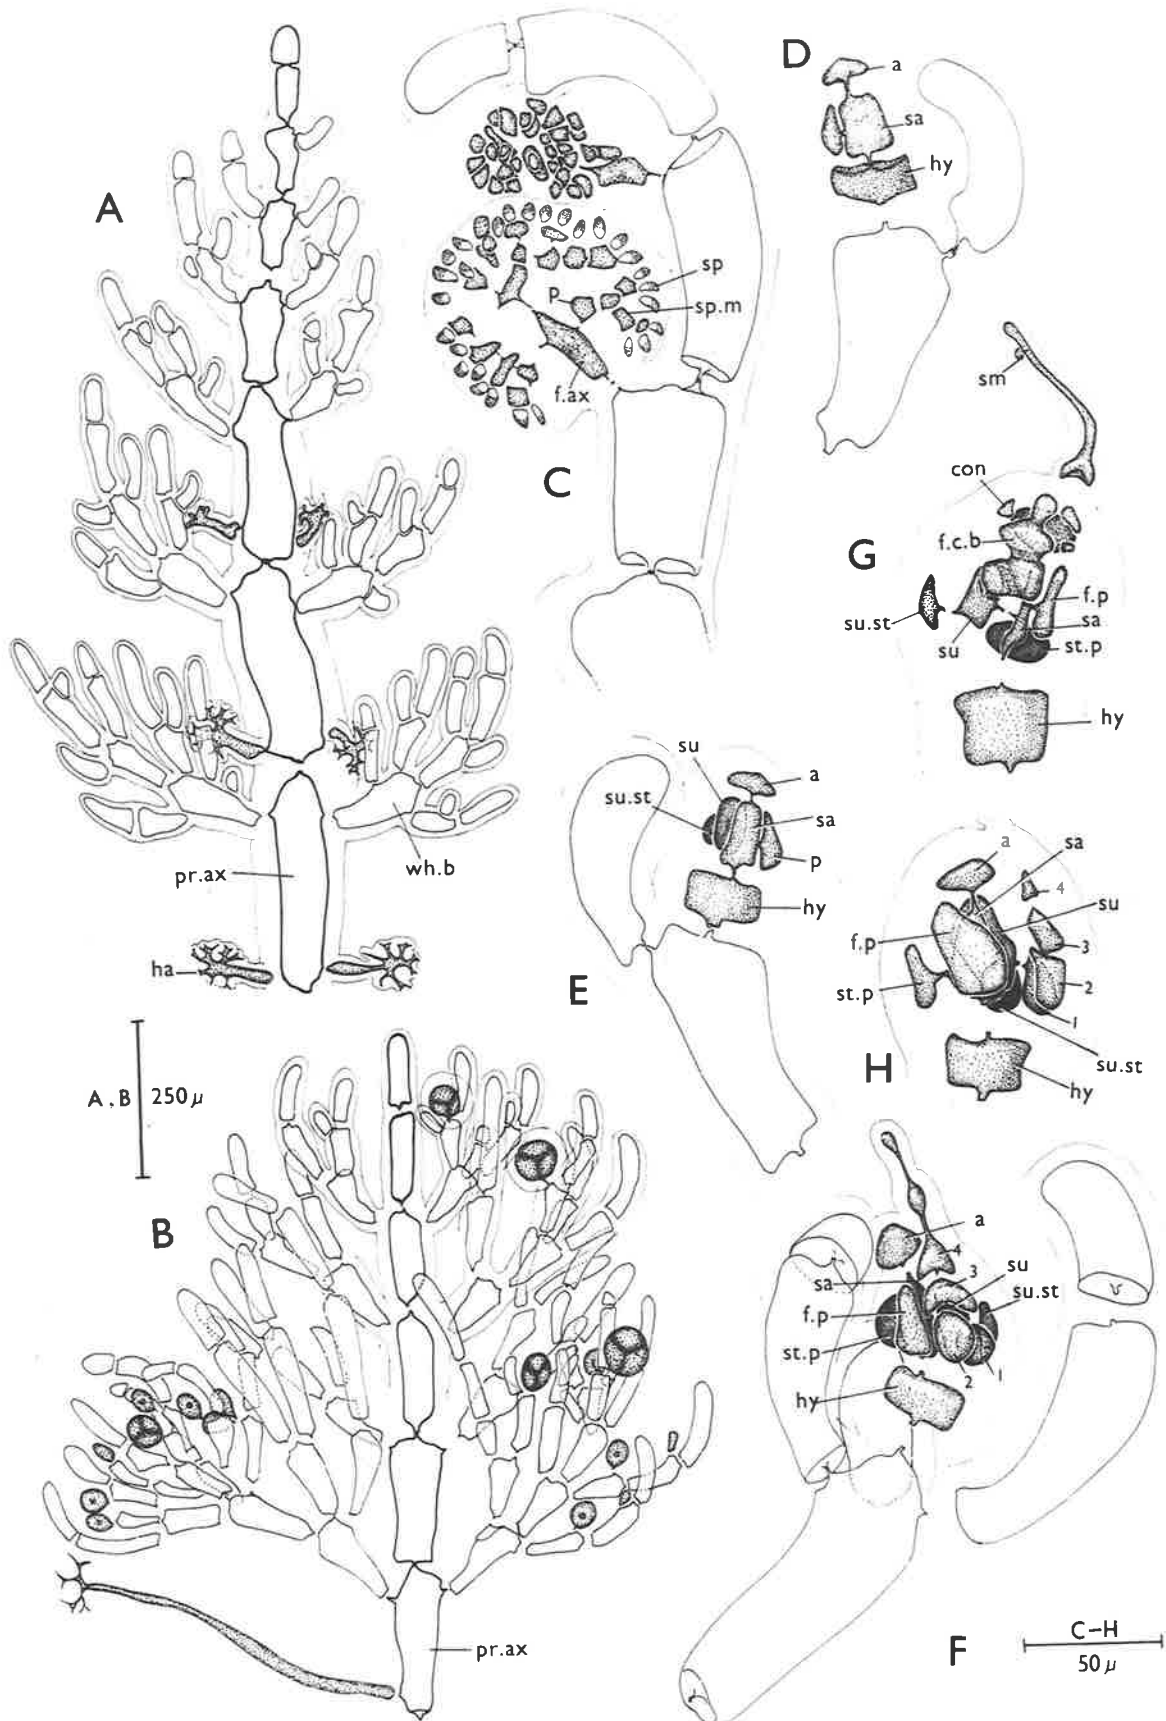 A
pr.ax
wh.b
ha
A,B 250 µ
B
pr.ax
C
sp
p
sp.m
f.ax
D
a
sa
hy
sm
con
G
f.c.b
su.st
su
f.p
sa
st.p
hy
E
su
a
su.st
sa
p
hy
H
a
sa
4
su
f.p
3
st.p
2
1
su.st
hy
F
a
4
sa
3
su
su.st
f.p
st.p
2
1
hy
C-H
50 µ